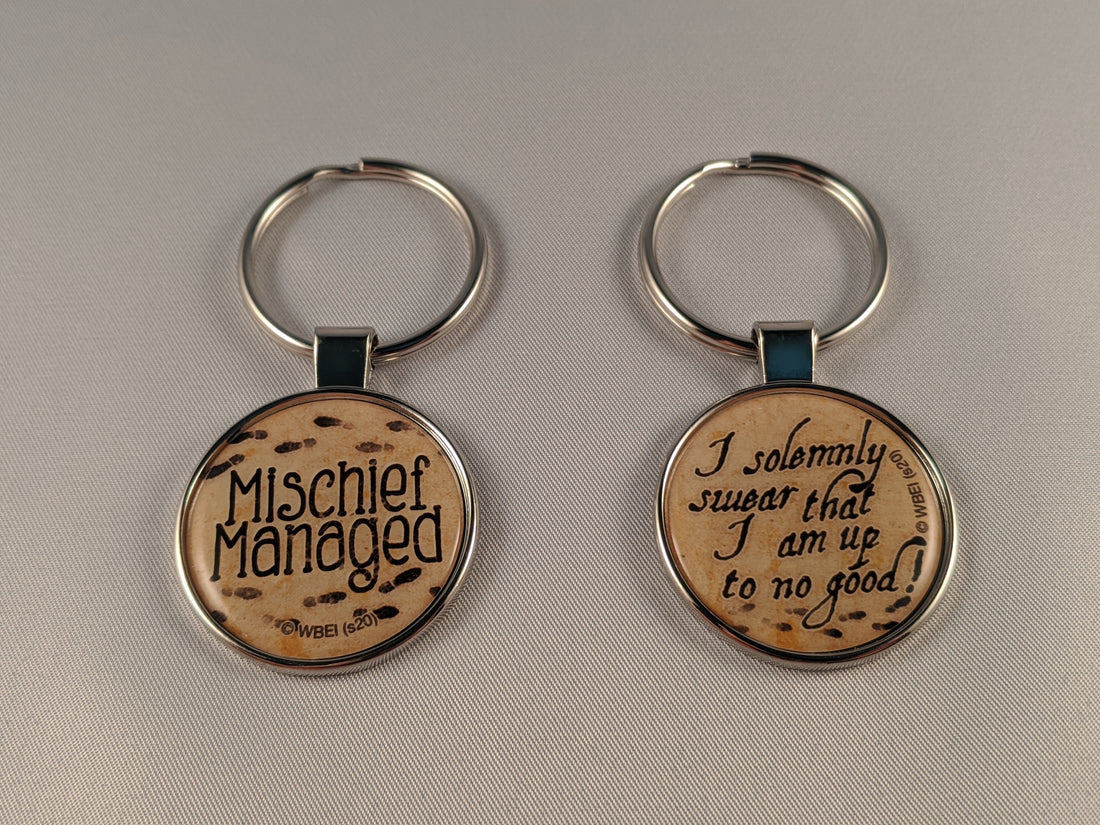 Mischief
Managed
© WBEI (s20)
I solemnly
swear that
I am up
to no good!
© WBEI (s20)